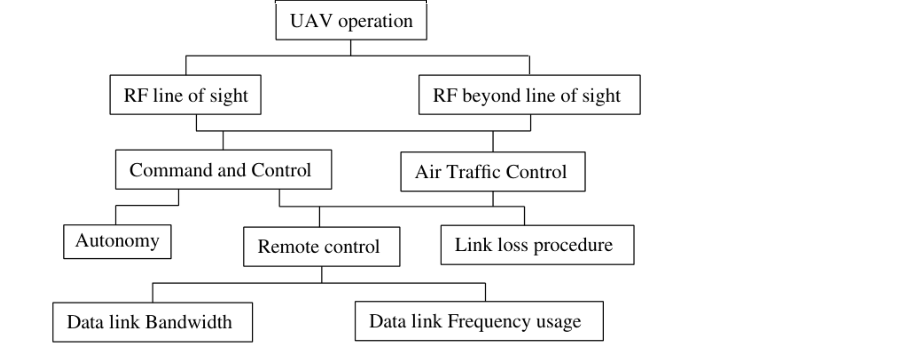 UAV operation
RF line of sight
RF beyond line of sight
Command and Control
Air Traffic Control
Autonomy
Remote control
Link loss procedure
Data link Bandwidth
Data link Frequency usage